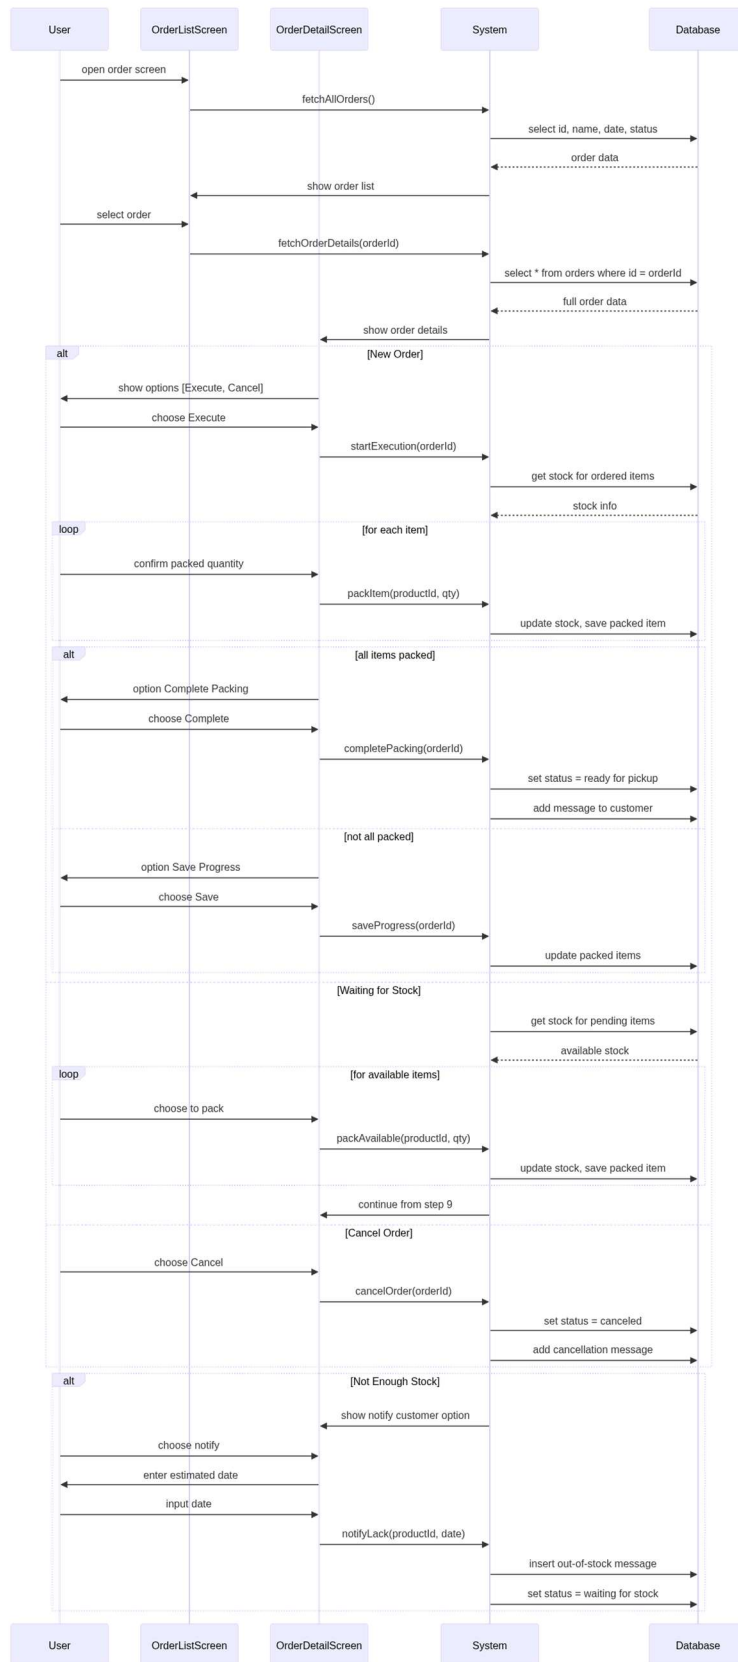 User OrderListScreen OrderDetailScreen System Database
open order screen
fetchAllOrders()
select id, name, date, status
order data
show order list
select order
fetchOrderDetails(orderId)
select * from orders where id = orderId
full order data
show order details
alt [New Order]
show options [Execute, Cancel]
choose Execute
startExecution(orderId)
get stock for ordered items
stock info
loop [for each item]
confirm packed quantity
packItem(productId, qty)
update stock, save packed item
alt [all items packed]
option Complete Packing
choose Complete
completePacking(orderId)
set status = ready for pickup
add message to customer
[not all packed]
option Save Progress
choose Save
saveProgress(orderId)
update packed items
[Waiting for Stock]
get stock for pending items
available stock
loop [for available items]
choose to pack
packAvailable(productId, qty)
update stock, save packed item
continue from step 9
[Cancel Order]
choose Cancel
cancelOrder(orderId)
set status = canceled
add cancellation message
alt [Not Enough Stock]
show notify customer option
choose notify
enter estimated date
input date
notifyLack(productId, date)
insert out-of-stock message
set status = waiting for stock
User OrderListScreen OrderDetailScreen System Database